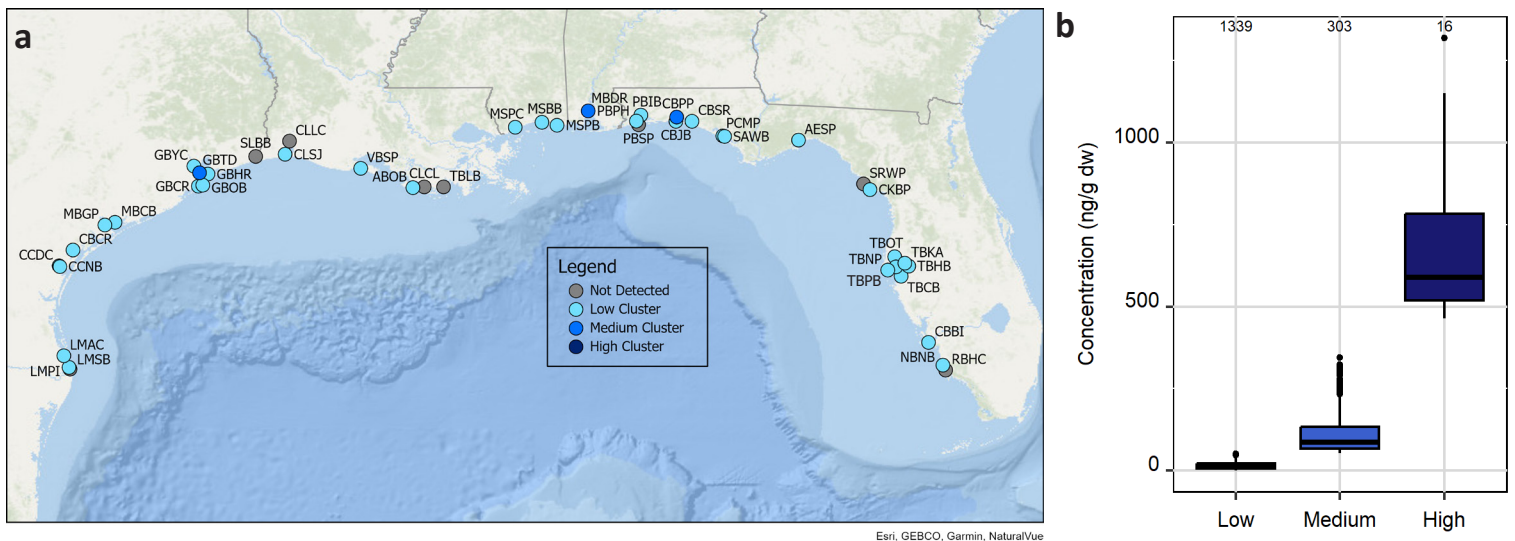 a
MSPC
MSBB
MSPB
MBDR
PBPH
PBIB
CBPP
CBSR
PBSP
CBJB
PCMP
SAWB
AESP
CLLC
SLBB
CLSJ
GBYC
GBTD
GBHR
GBCR
GBOB
VBSP
ABOB
CLCL
TBLB
MBGP
MBCB
CBCR
CCDC
CCNB
SRWP
CKBP
TBOT
TBKA
TBNP
TBHB
TBPB
TBCB
LMAC
LMSB
LMPI
CBBI
NBNB
RBHC
Legend
Not Detected
Low Cluster
Medium Cluster
High Cluster
Esri, GEBCO, Garmin, NaturalVue
b
1339
303
16
Concentration (ng/g dw)
1000
500
0
Low
Medium
High